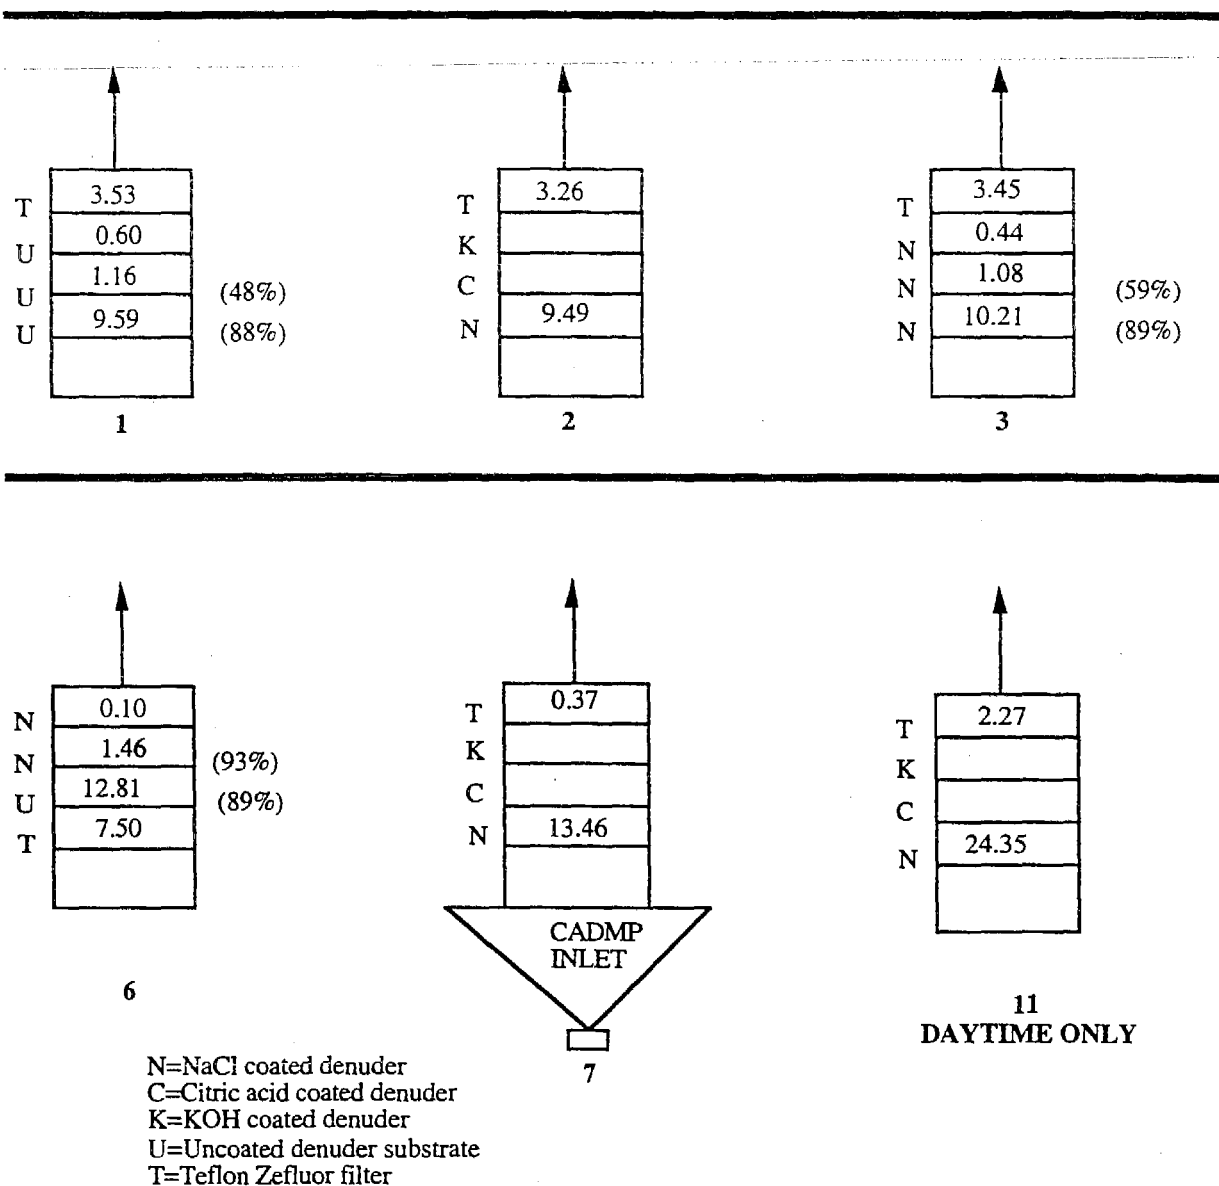 T 3.53
U 0.60
U 1.16 (48%)
U 9.59 (88%)
1
T 3.26
K
C
N 9.49
2
T 3.45
N 0.44
N 1.08 (59%)
N 10.21 (89%)
3
N 0.10
N 1.46 (93%)
U 12.81 (89%)
T 7.50
6
T 0.37
K
C
N 13.46
CADMP
INLET
7
T 2.27
K
C
N 24.35
11
DAYTIME ONLY
N=NaCl coated denuder
C=Citric acid coated denuder
K=KOH coated denuder
U=Uncoated denuder substrate
T=Teflon Zefluor filter